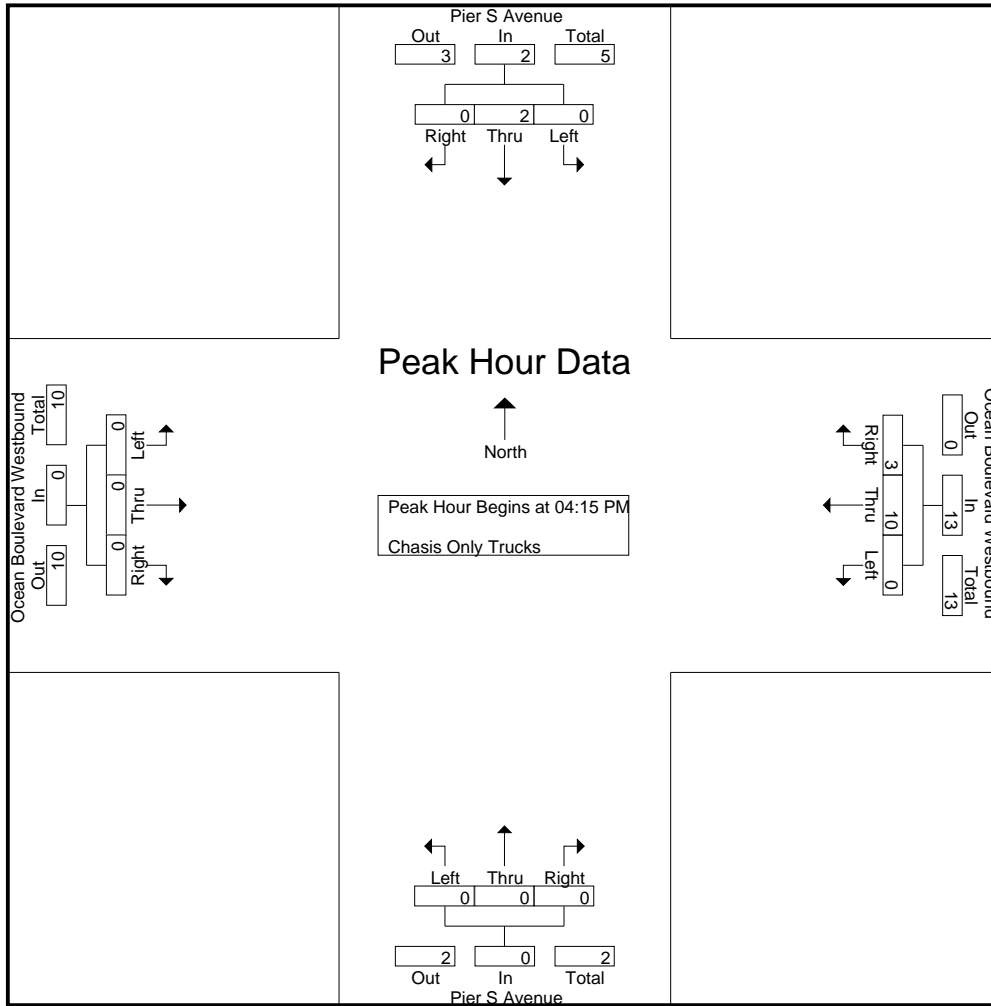 Pier S Avenue
Out In Total
3 2 5
0 2 0
Right Thru Left
Peak Hour Data
North
Peak Hour Begins at 04:15 PM
Chasis Only Trucks
Ocean Boulevard Westbound
Total In Out
10 0 10
0 0 0
Left Thru Right
Ocean Boulevard Westbound
Out In Total
0 13 13
3 10 0
Right Thru Left
Left Thru Right
0 0 0
2 0 2
Out In Total
Pier S Avenue